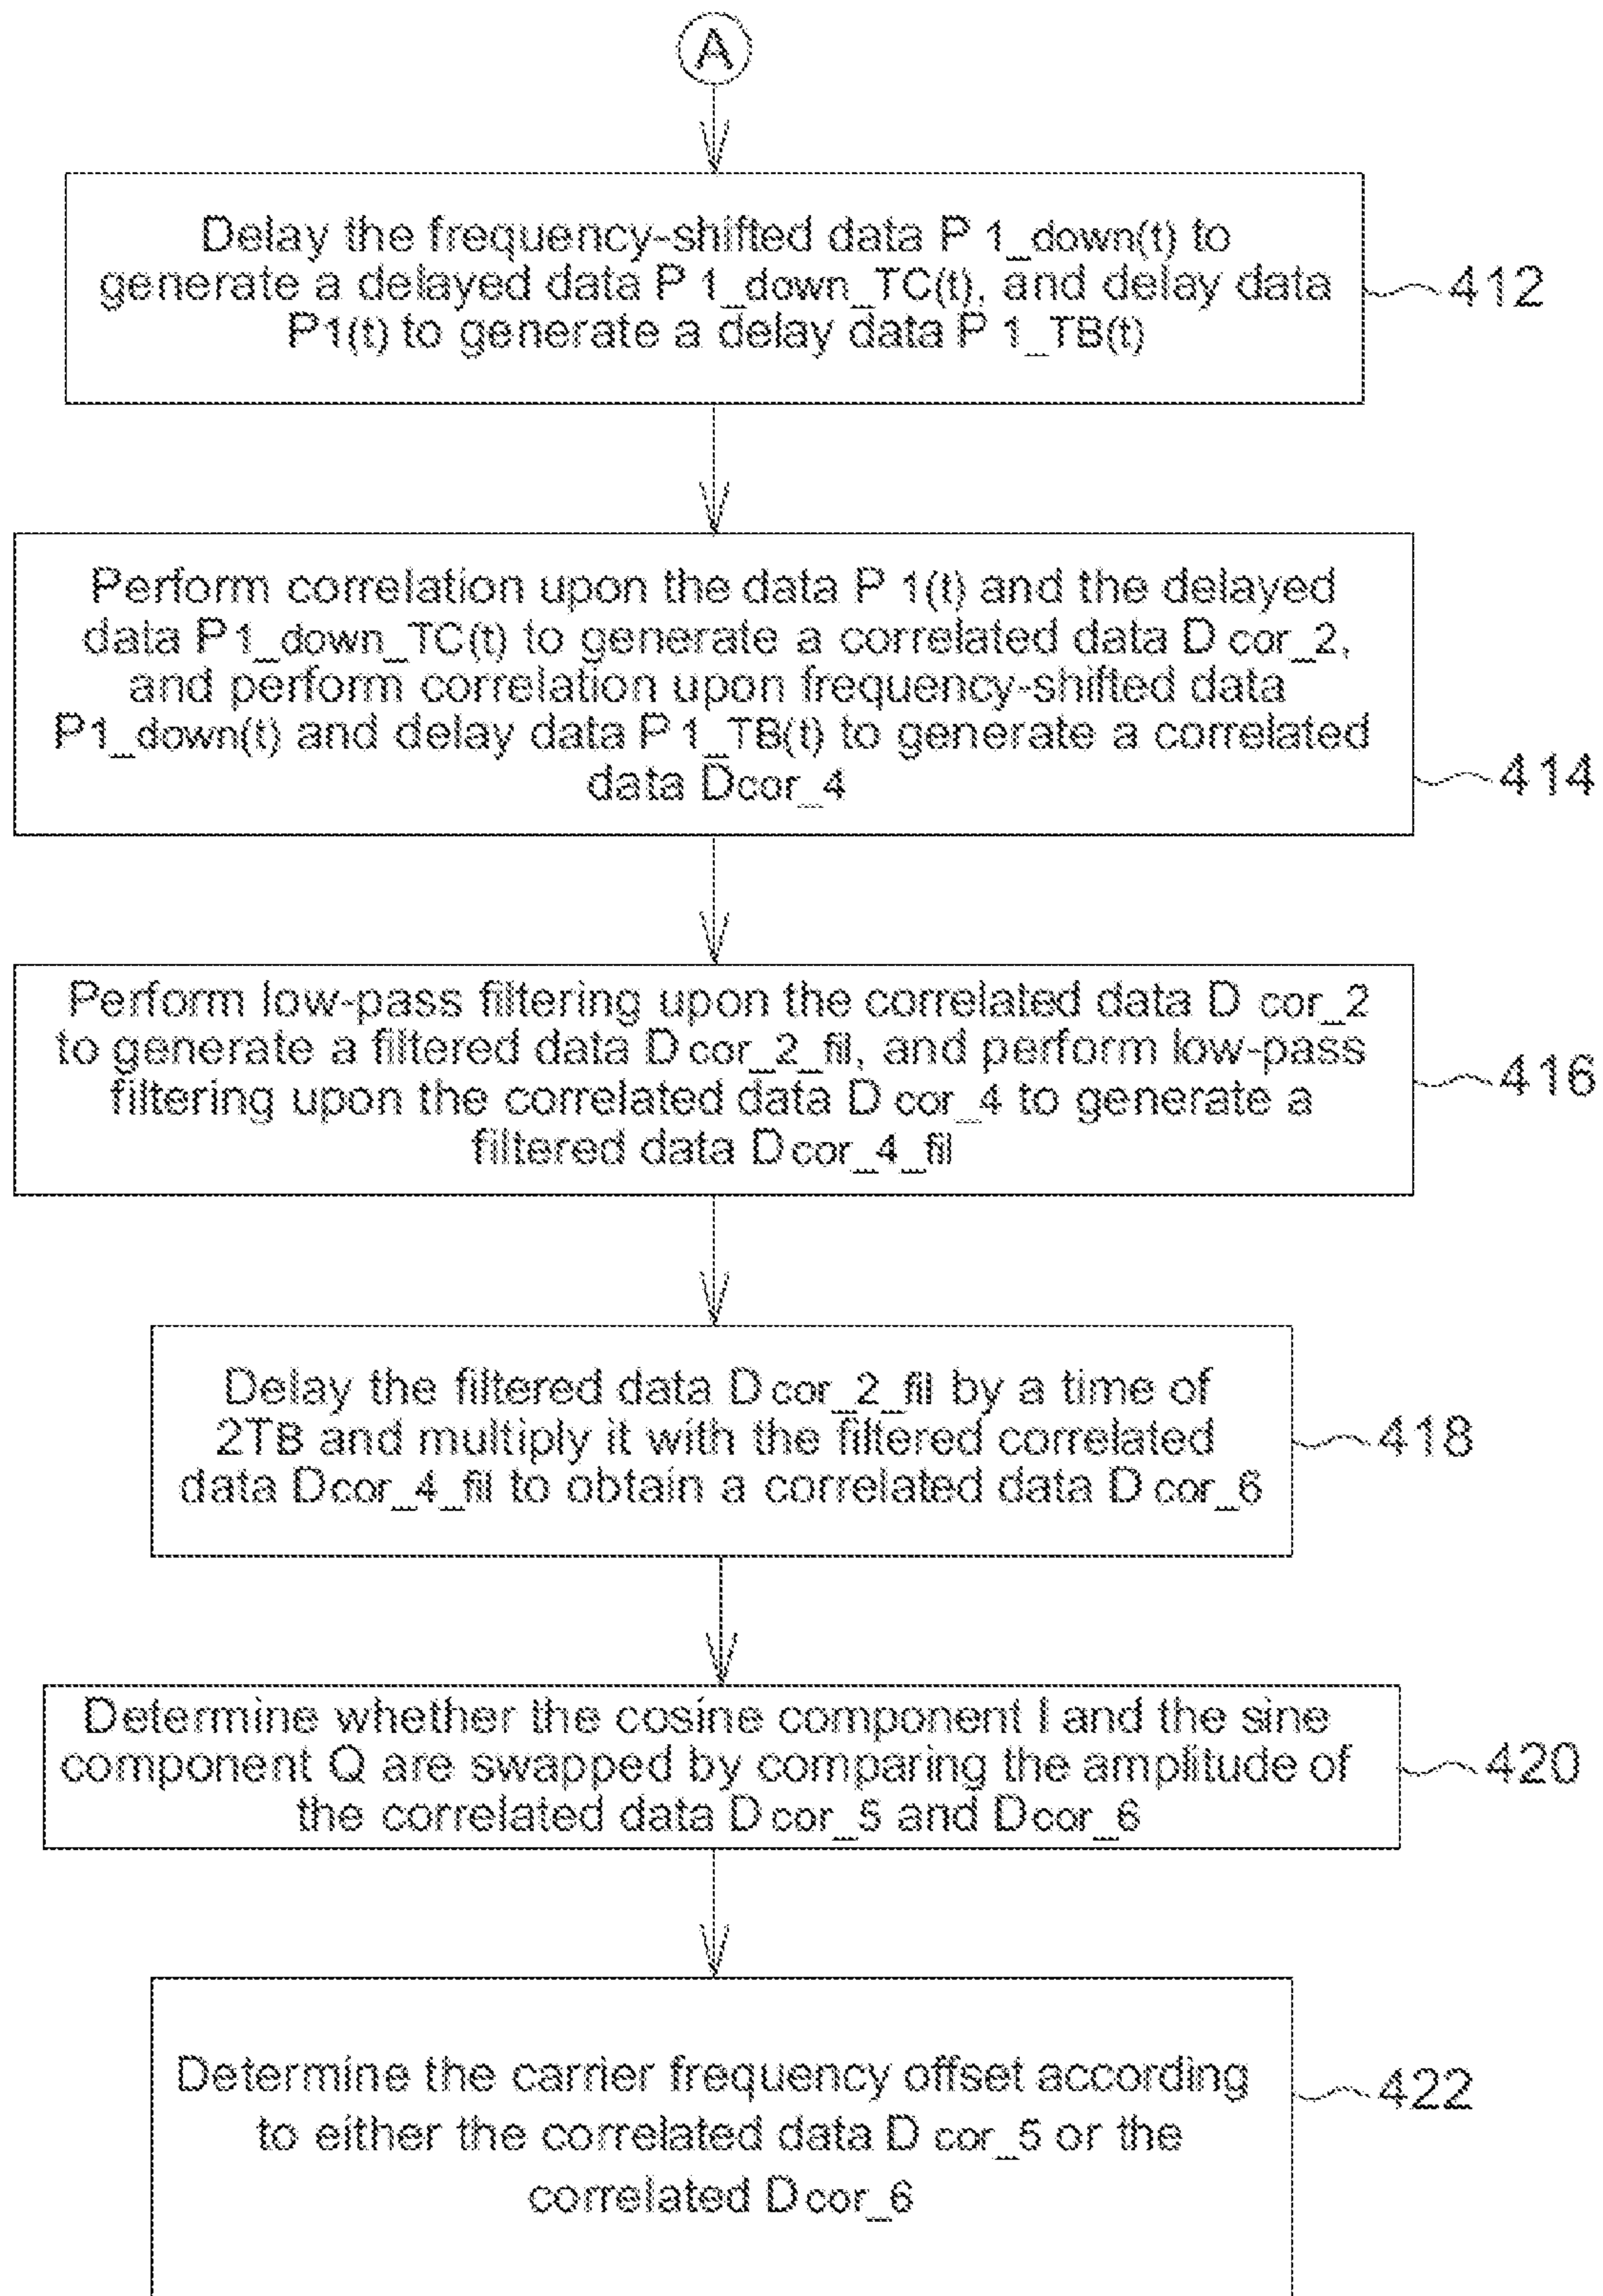 A
Delay the frequency-shifted data P 1_down(t) to
generate a delayed data P 1_down_TC(t), and delay data
P1(t) to generate a delay data P 1_TB(t)
412
Perform correlation upon the data P 1(t) and the delayed
data P1_down_TC(t) to generate a correlated data D cor_2,
and perform correlation upon frequency-shifted data
P1_down(t) and delay data P 1_TB(t) to generate a correlated
data Dcor_4
414
Perform low-pass filtering upon the correlated data D cor_2
to generate a filtered data D cor_2_fil, and perform low-pass
filtering upon the correlated data D cor_4 to generate a
filtered data Dcor_4_fil
416
Delay the filtered data D cor_2_fil by a time of
2TB and multiply it with the filtered correlated
data Dcor_4_fil to obtain a correlated data D cor_6
418
Determine whether the cosine component I and the sine
component Q are swapped by comparing the amplitude of
the correlated data D cor_5 and Dcor_6
420
Determine the carrier frequency offset according
to either the correlated data D cor_5 or the
correlated Dcor_6
422